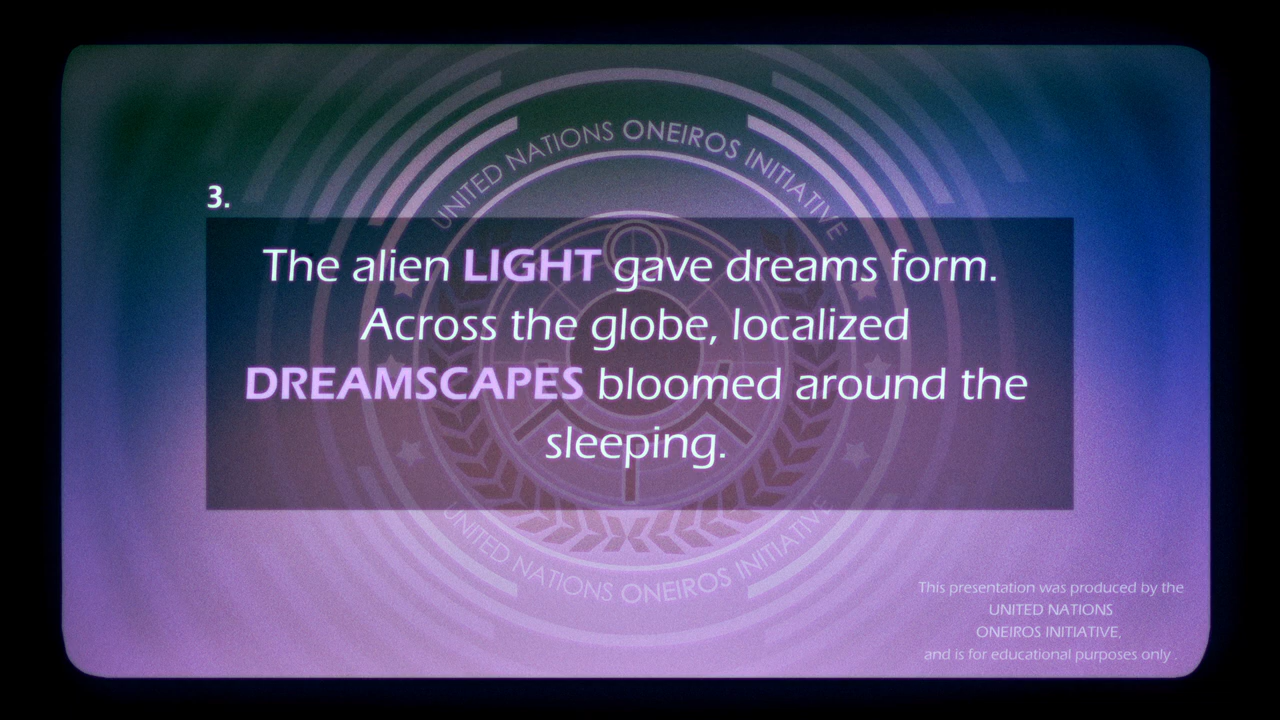 UNITED NATIONS ONEIROS INITIATIVE
3.
The alien LIGHT gave dreams form.
Across the globe, localized
DREAMSCAPES bloomed around the
sleeping.
UNITED NATIONS ONEIROS INITIATIVE
This presentation was produced by the
UNITED NATIONS
ONEIROS INITIATIVE,
and is for educational purposes only .